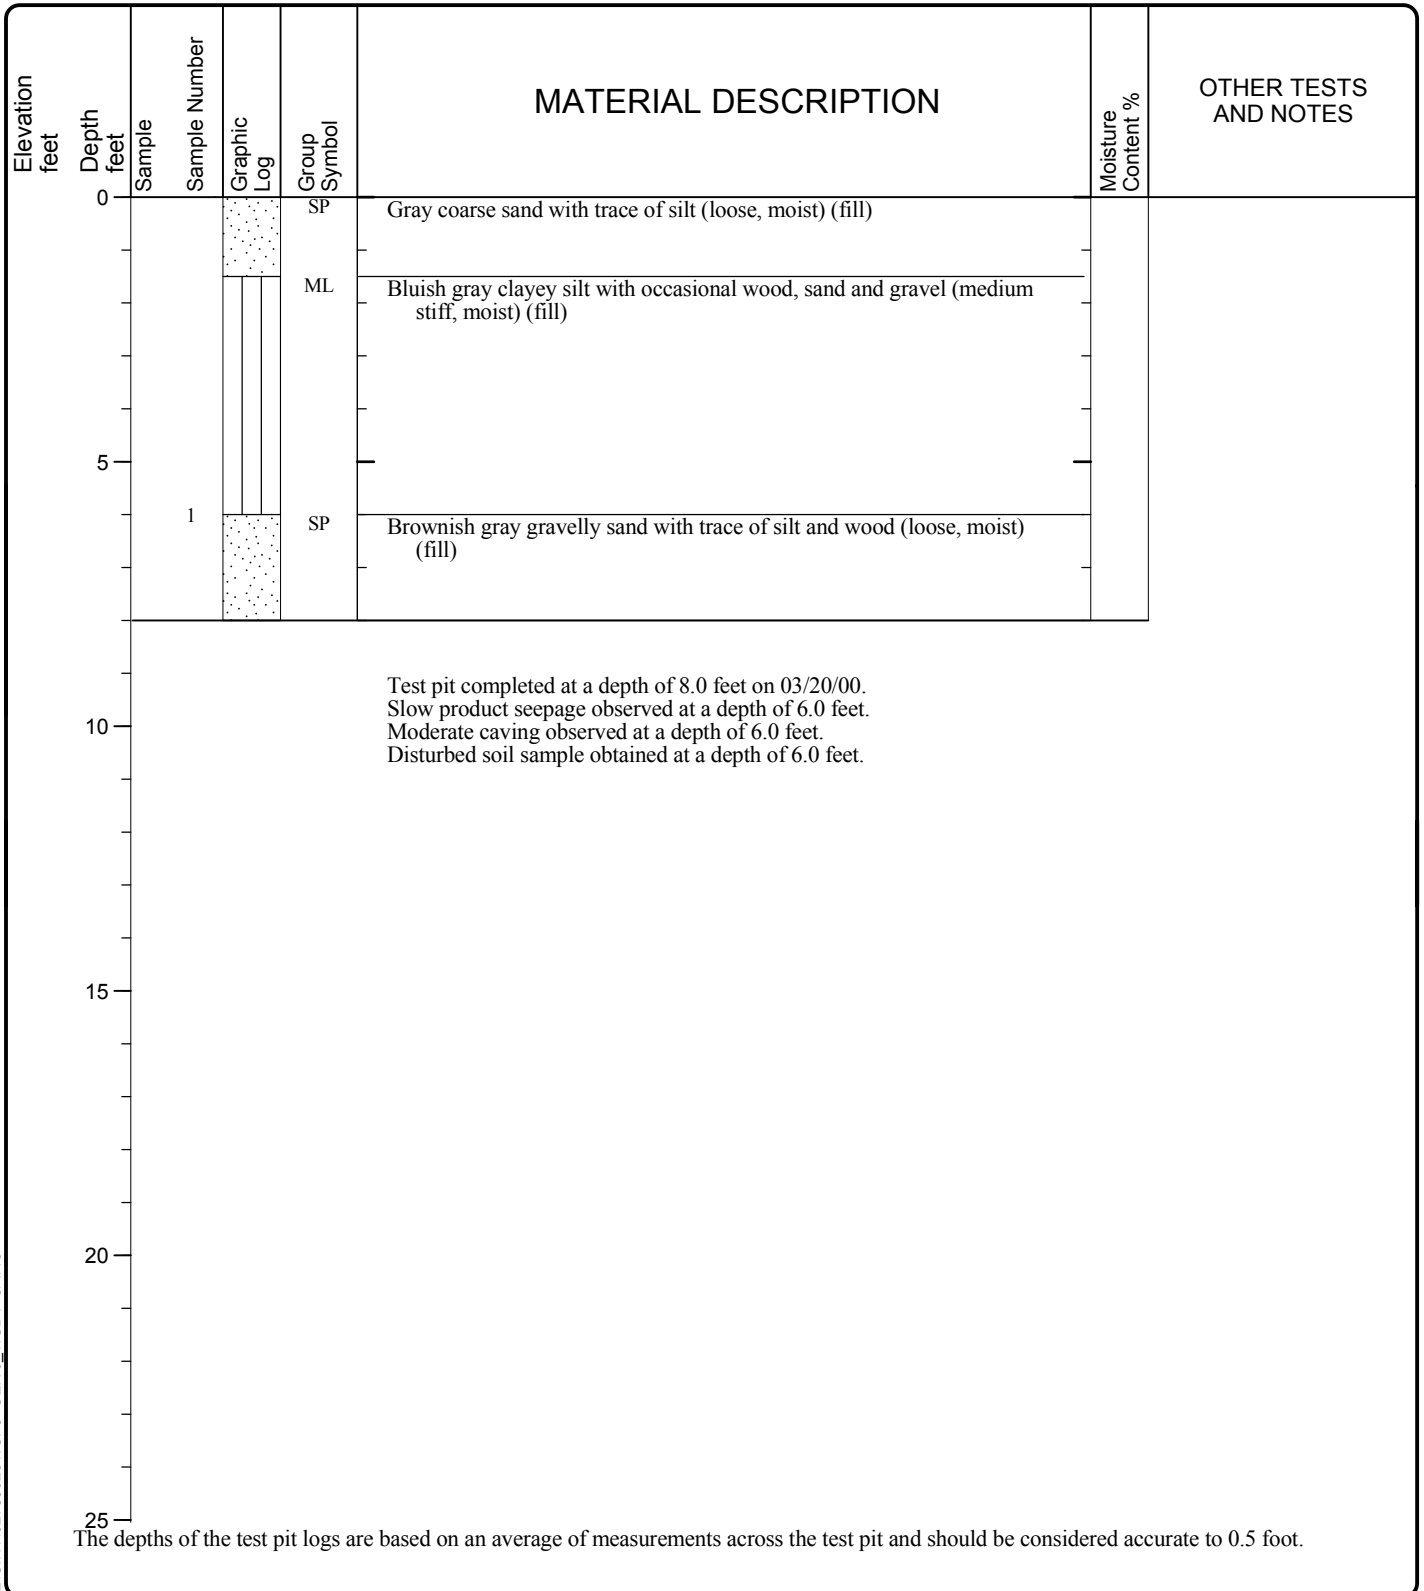 Elevation
feet
Depth
feet
Sample
Sample Number
Graphic
Log
Group
Symbol
MATERIAL DESCRIPTION
Moisture
Content %
OTHER TESTS
AND NOTES
0
SP
Gray coarse sand with trace of silt (loose, moist) (fill)
ML
Bluish gray clayey silt with occasional wood, sand and gravel (medium
stiff, moist) (fill)
5
1
SP
Brownish gray gravelly sand with trace of silt and wood (loose, moist)
(fill)
Test pit completed at a depth of 8.0 feet on 03/20/00.
Slow product seepage observed at a depth of 6.0 feet.
10
Moderate caving observed at a depth of 6.0 feet.
Disturbed soil sample obtained at a depth of 6.0 feet.
15
20
25
The depths of the test pit logs are based on an average of measurements across the test pit and should be considered accurate to 0.5 foot.